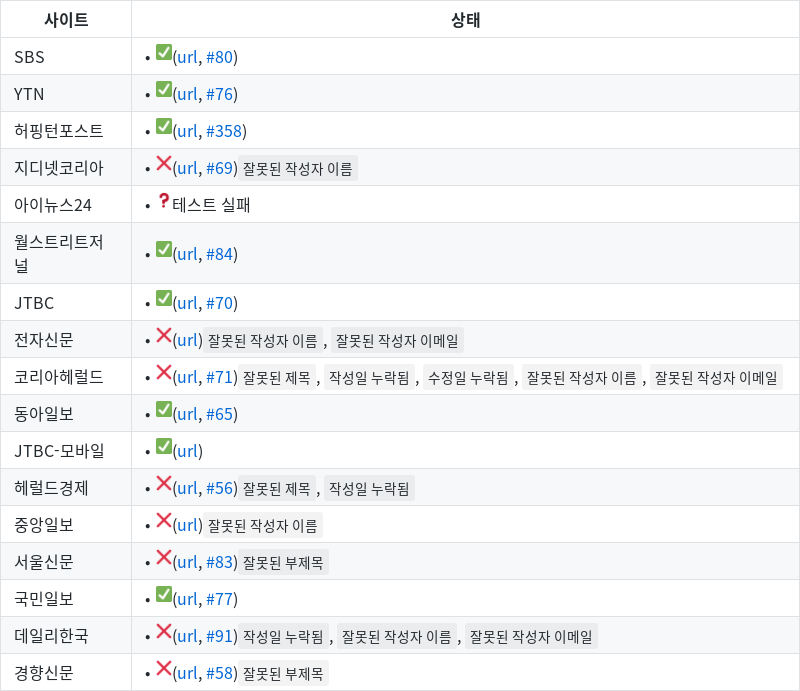 사이트 상태
SBS • ✅(url, #80)
YTN • ✅(url, #76)
허핑턴포스트 • ✅(url, #358)
지디넷코리아 • ❌(url, #69) 잘못된 작성자 이름
아이뉴스24 • ❓테스트 실패
월스트리트저
널 • ✅(url, #84)
JTBC • ✅(url, #70)
전자신문 • ❌(url) 잘못된 작성자 이름 , 잘못된 작성자 이메일
코리아헤럴드 • ❌(url, #71) 잘못된 제목 , 작성일 누락됨 , 수정일 누락됨 , 잘못된 작성자 이름 , 잘못된 작성자 이메일
동아일보 • ✅(url, #65)
JTBC-모바일 • ✅(url)
헤럴드경제 • ❌(url, #56) 잘못된 제목 , 작성일 누락됨
중앙일보 • ❌(url) 잘못된 작성자 이름
서울신문 • ❌(url, #83) 잘못된 부제목
국민일보 • ✅(url, #77)
데일리한국 • ❌(url, #91) 작성일 누락됨 , 잘못된 작성자 이름 , 잘못된 작성자 이메일
경향신문 • ❌(url, #58) 잘못된 부제목